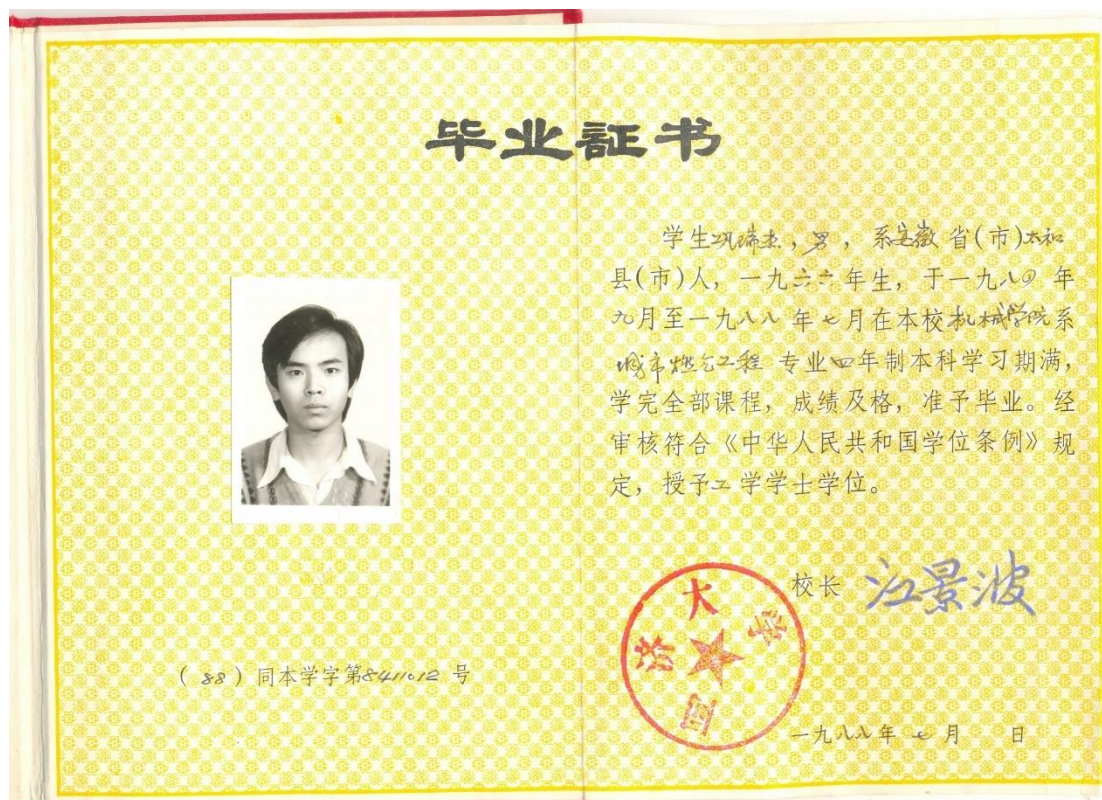 毕业証书
学生巩瑞杰，男，系安徽省(市)太和
县(市)人，一九六六年生，于一九八四年
九月至一九八八年七月在本校机械学院系
城市燃气工程专业四年制本科学习期满，
学完全部课程，成绩及格，准予毕业。经
审核符合《中华人民共和国学位条例》规
定，授予工学学士学位。
校长 江景波
同济大学
(88)同本学字第8411012号
一九八八年七月 日